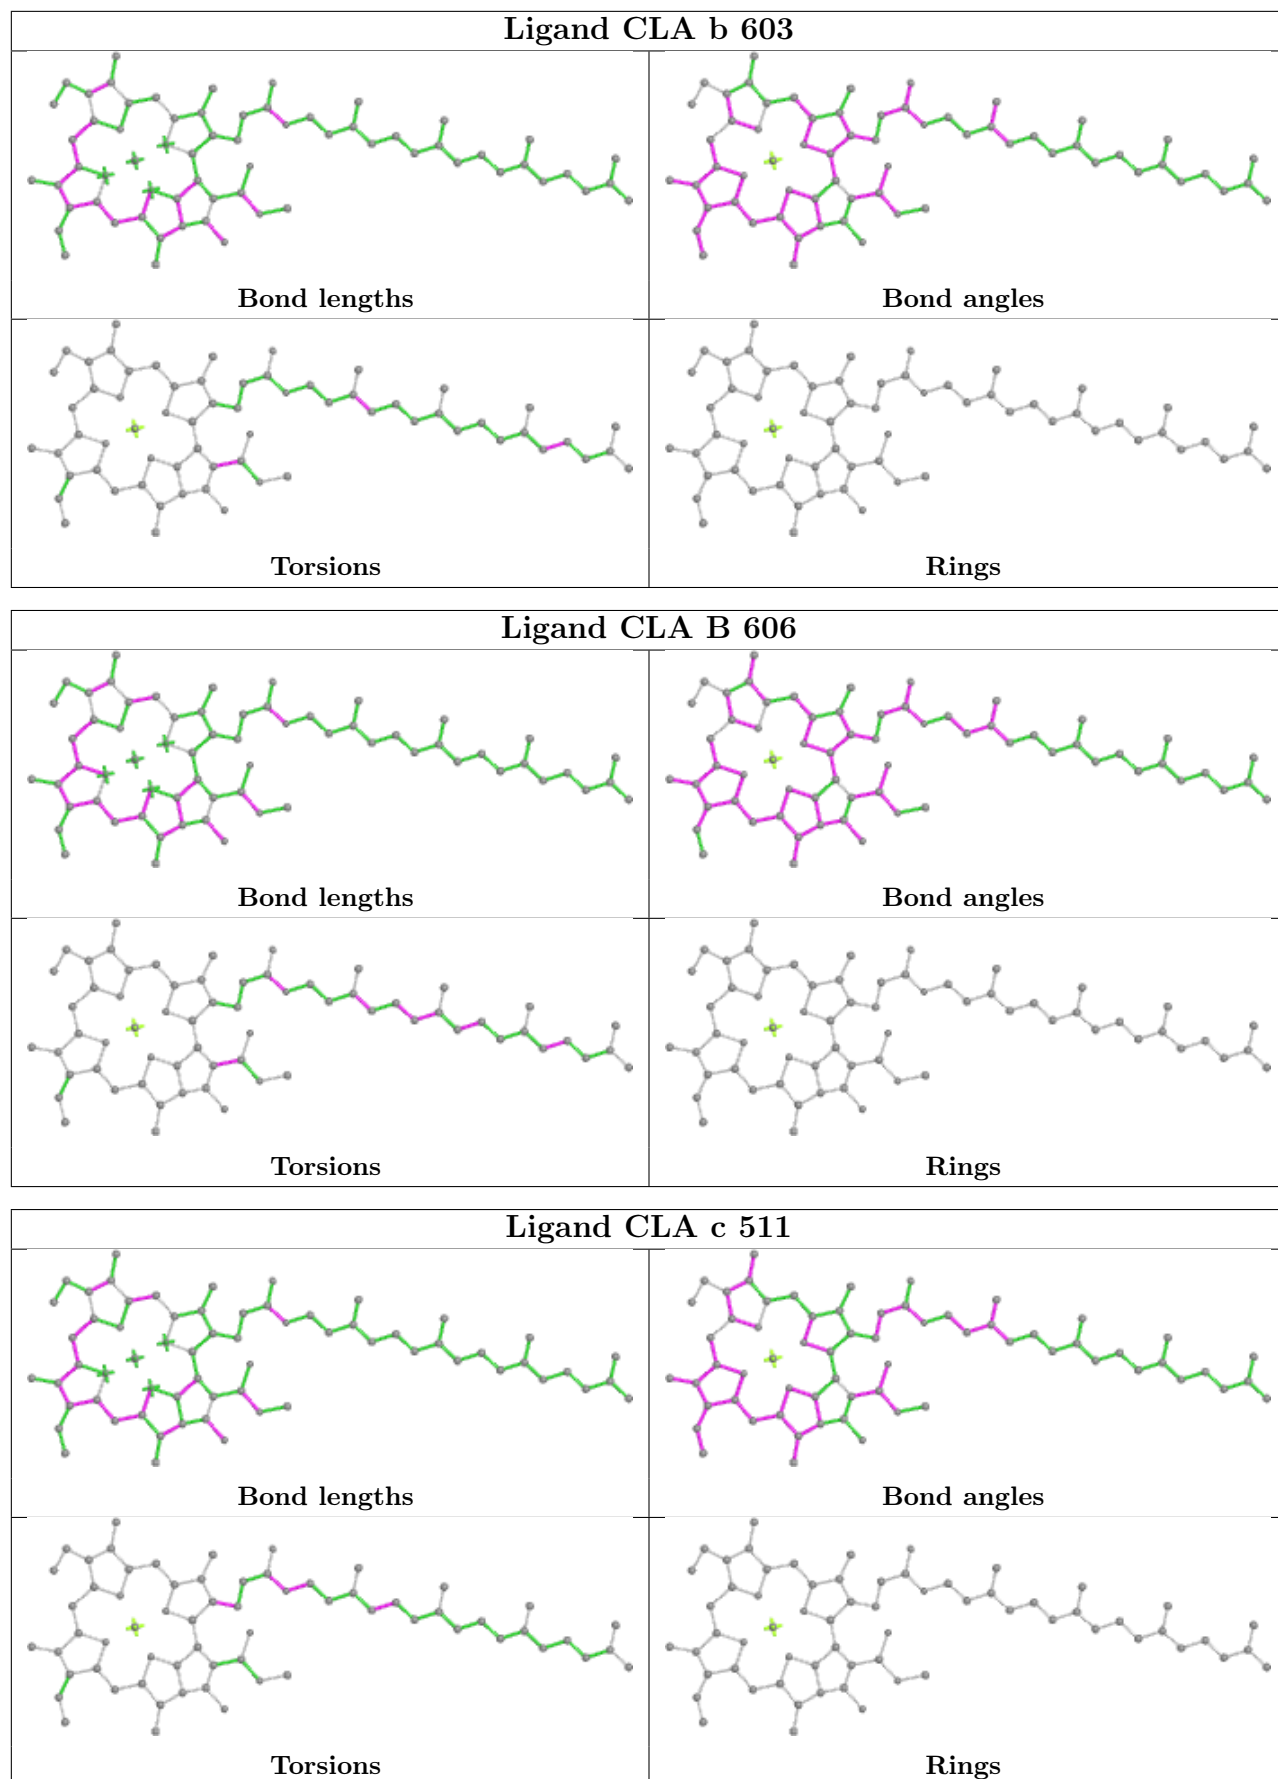 Ligand CLA b 603
Bond lengths
Bond angles
Torsions
Rings
Ligand CLA B 606
Bond lengths
Bond angles
Torsions
Rings
Ligand CLA c 511
Bond lengths
Bond angles
Torsions
Rings